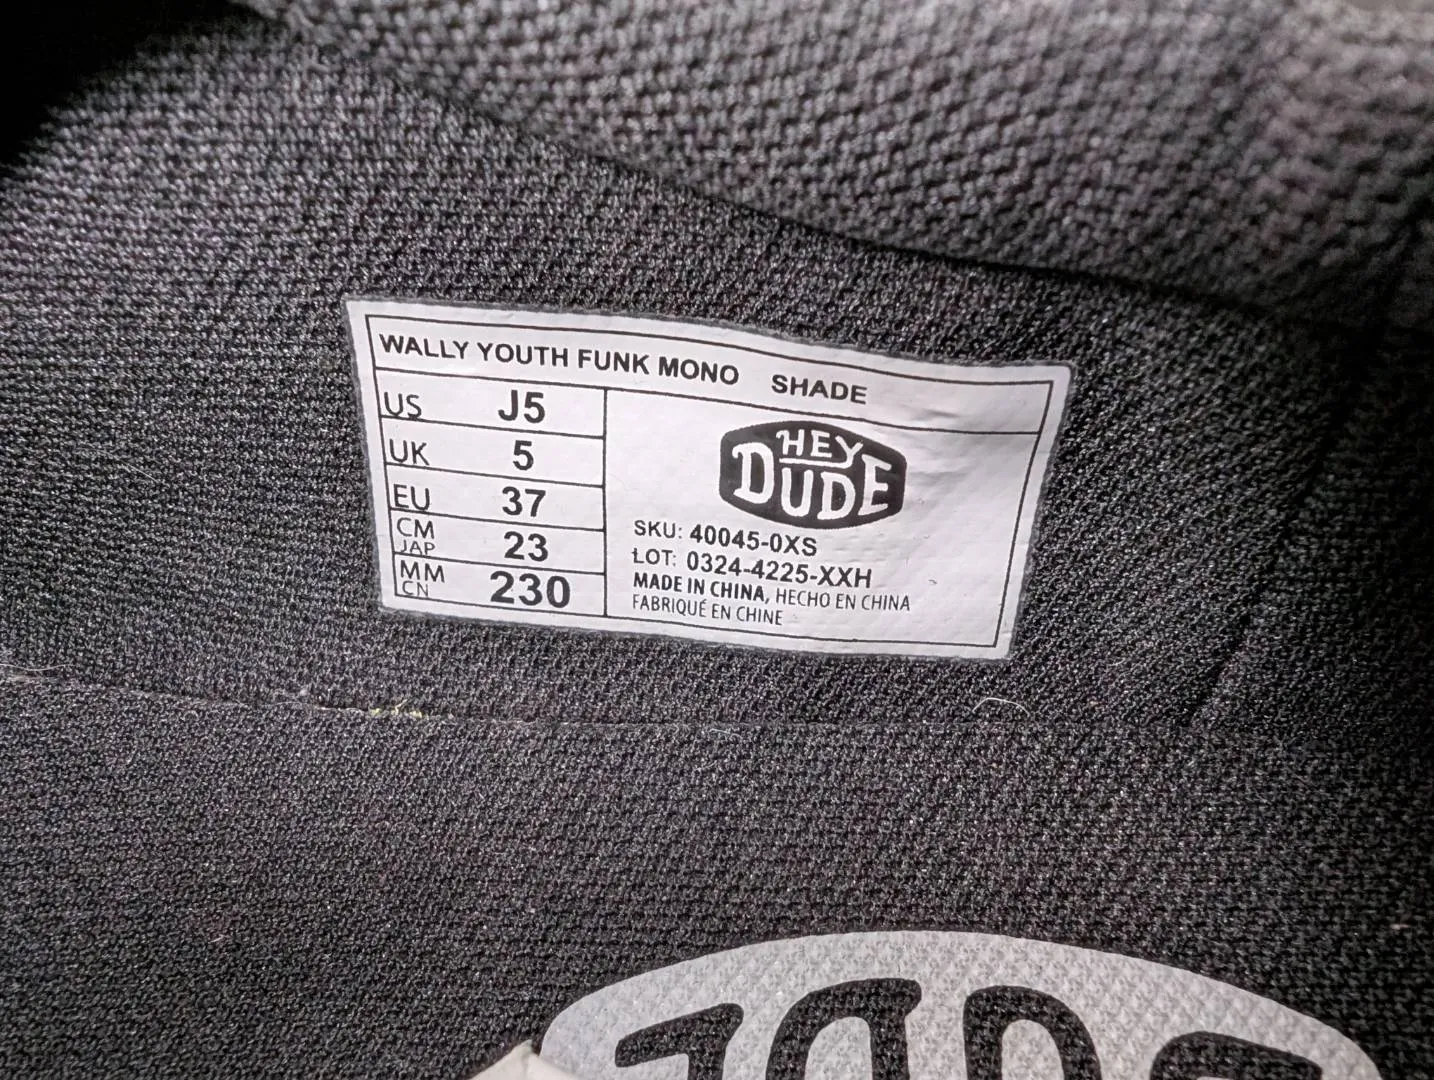 WALLY YOUTH FUNK MONO SHADE
US J5
UK 5
EU 37
CM JAP 23
MM CN 230
HEY
DUDE
SKU: 40045-0XS
LOT: 0324-4225-XXH
MADE IN CHINA, HECHO EN CHINA
FABRIQUÉ EN CHINE